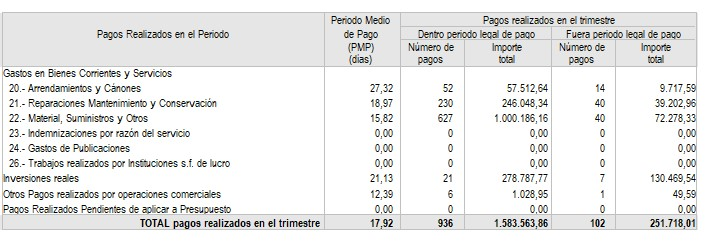 Pagos Realizados en el Periodo
Periodo Medio de Pago (PMP) (días)
Pagos realizados en el trimestre
Dentro periodo legal de pago Fuera periodo legal de pago
Número de pagos Importe total Número de pagos Importe total
Gastos en Bienes Corrientes y Servicios
20.- Arrendamientos y Cánones 27,32 52 57.512,64 14 9.717,59
21.- Reparaciones Mantenimiento y Conservación 18,97 230 246.048,34 40 39.202,96
22.- Material, Suministros y Otros 15,82 627 1.000.186,16 40 72.278,33
23.- Indemnizaciones por razón del servicio 0,00 0 0,00 0 0,00
24.- Gastos de Publicaciones 0,00 0 0,00 0 0,00
26.- Trabajos realizados por Instituciones s.f. de lucro 0,00 0 0,00 0 0,00
Inversiones reales 21,13 21 278.787,77 7 130.469,54
Otros Pagos realizados por operaciones comerciales 12,39 6 1.028,95 1 49,59
Pagos Realizados Pendientes de aplicar a Presupuesto 0,00 0 0,00 0 0,00
TOTAL pagos realizados en el trimestre 17,92 936 1.583.563,86 102 251.718,01